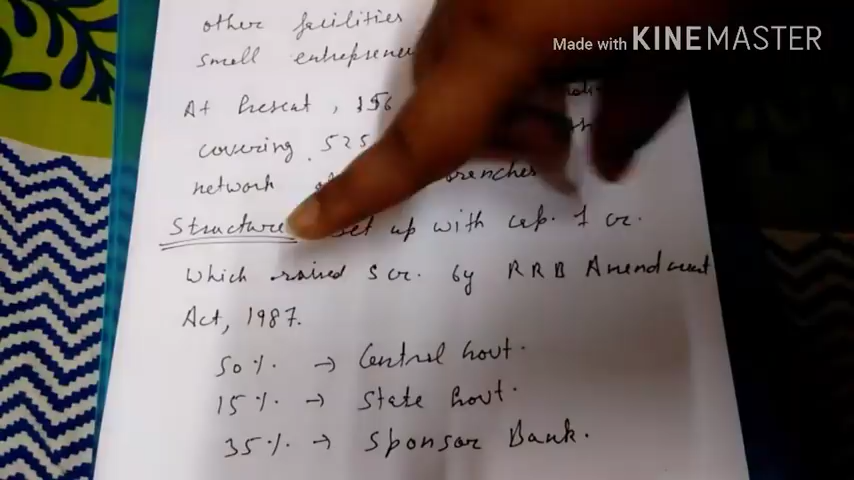 Made with KINEMASTER
other facilities
small
At Present, 196
covering 525
network branches
Structure set up with cap. 1 cr.
which raised 5 cr. by RRB Amendment
Act, 1987.
50% → Central Govt.
15% → State Govt.
35% → Sponsor Bank.